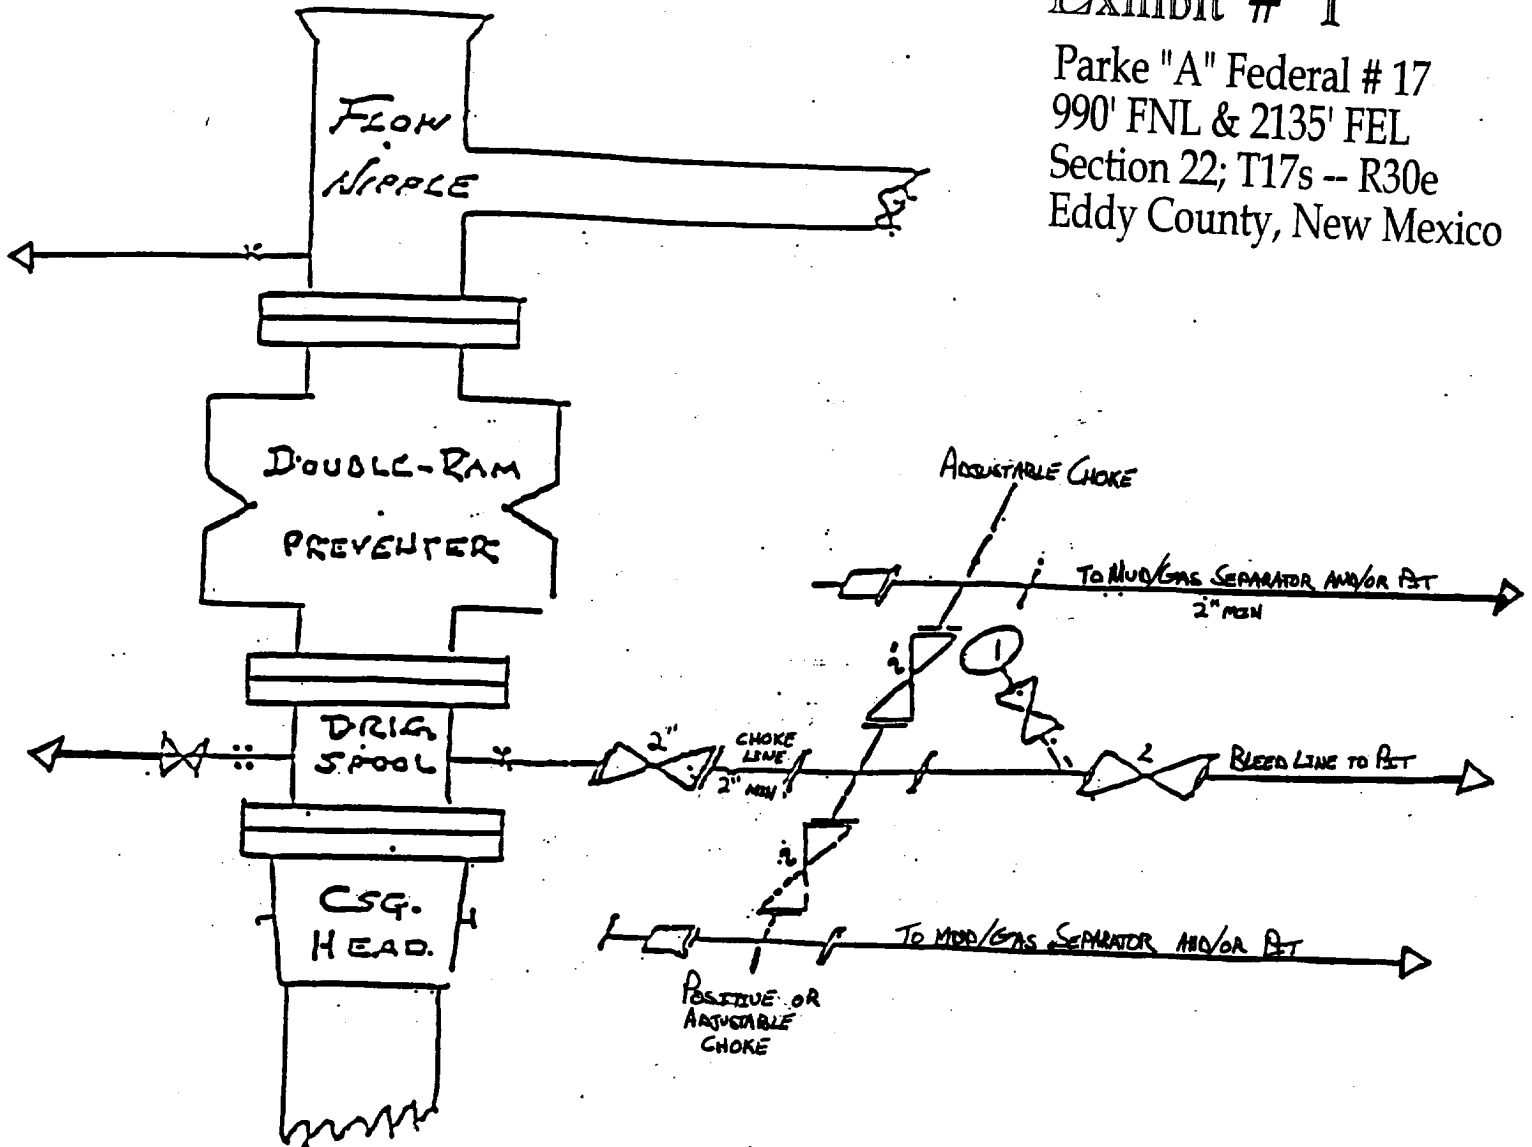 Exhibit # 1
Parke "A" Federal # 17
990' FNL & 2135' FEL
Section 22; T17s -- R30e
Eddy County, New Mexico
FLOW
NIPPLE
DOUBLE-RAM
PREVENTER
ADJUSTABLE CHOKE
TO MUD/GAS SEPARATOR AND/OR PIT
2" MIN
2"
1
DRLG.
SPOOL
2"
CHOKE
LINE
2" MIN.
2
BLEED LINE TO PIT
2"
CSG.
HEAD.
TO MUD/GAS SEPARATOR AND/OR PIT
POSITIVE OR
ADJUSTABLE
CHOKE